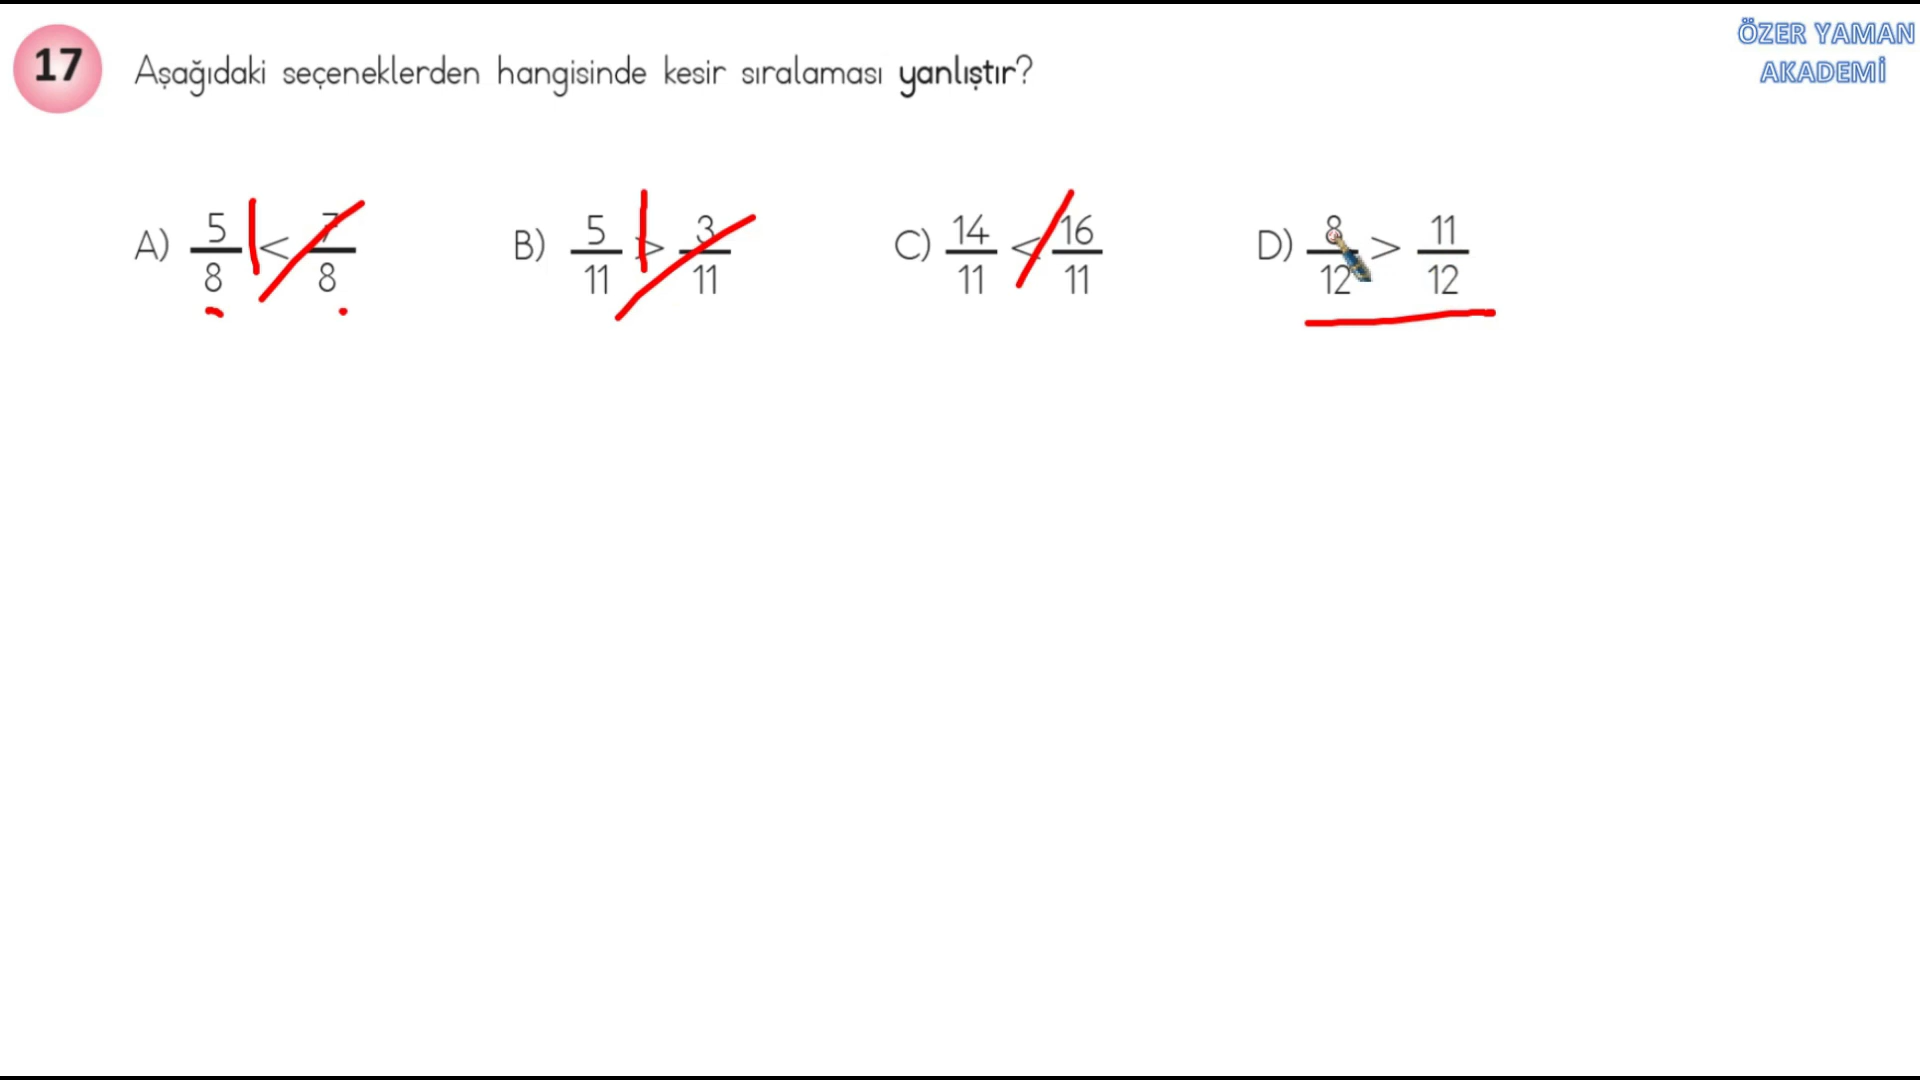 ÖZER YAMAN
AKADEMİ
17 Aşağıdaki seçeneklerden hangisinde kesir sıralaması yanlıştır?
A) 5/8 < 7/8 B) 5/11 > 3/11 C) 14/11 < 16/11 D) 8/12 > 11/12